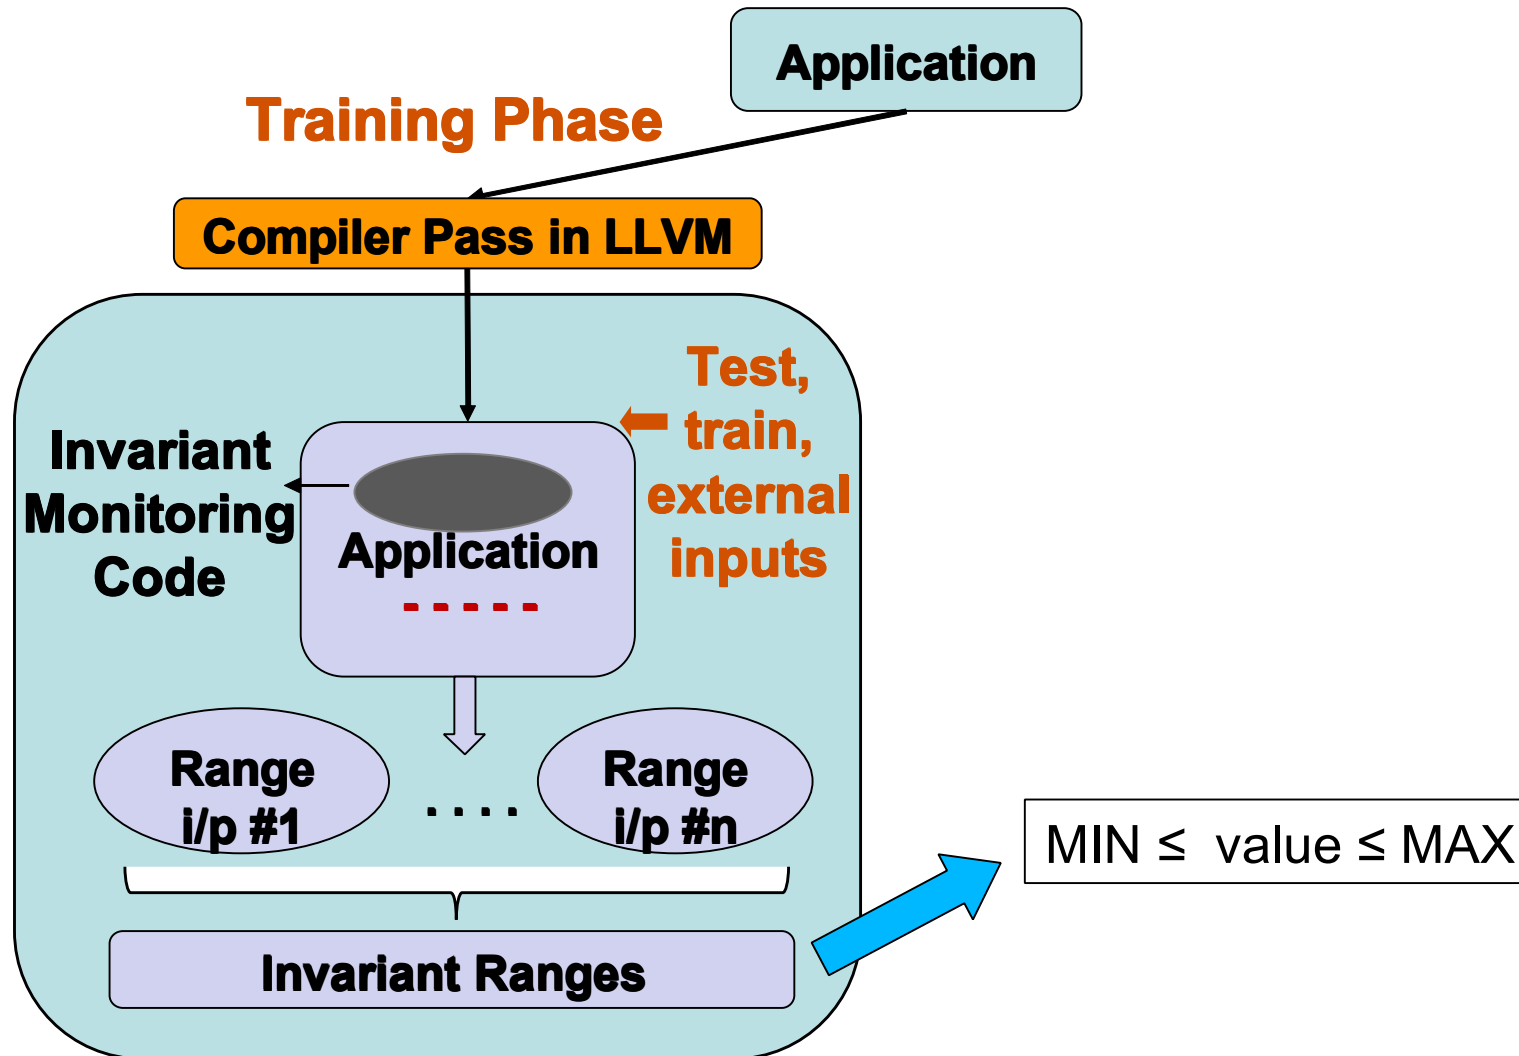 Application
Training Phase
Compiler Pass in LLVM
Test,
train,
external
inputs
Invariant
Monitoring
Code
Application
- - - - -
Range
i/p #1
. . . .
Range
i/p #n
Invariant Ranges
MIN ≤ value ≤ MAX